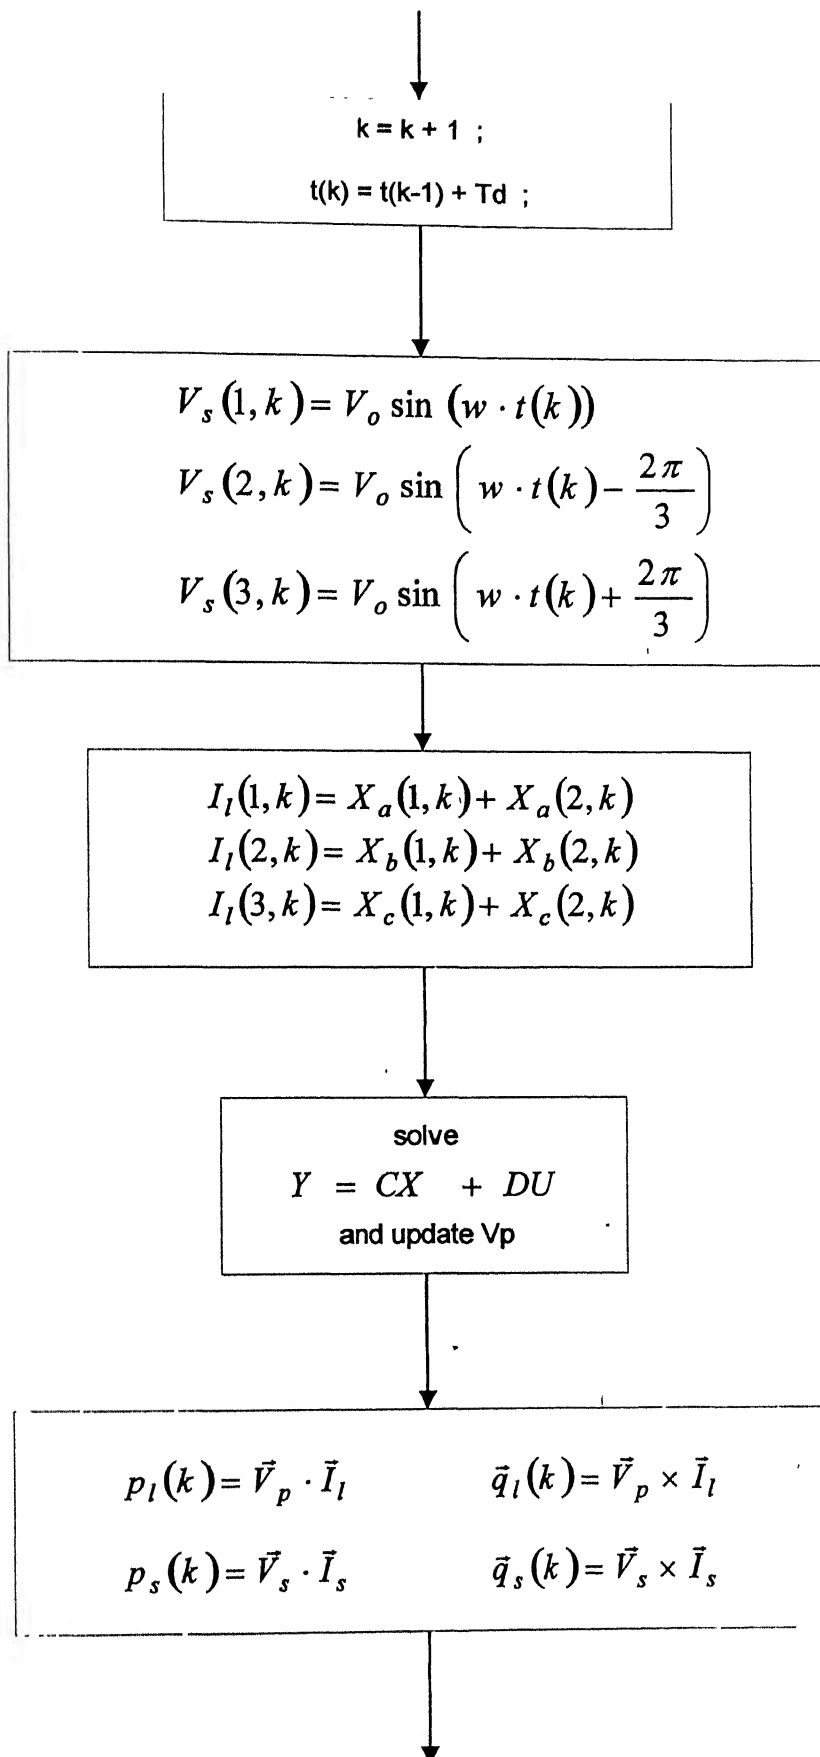 k = k + 1 ;
t(k) = t(k-1) + Td ;
V_s(1,k) = V_o sin (w · t(k))
V_s(2,k) = V_o sin ( w · t(k) − 2π/3 )
V_s(3,k) = V_o sin ( w · t(k) + 2π/3 )
I_l(1,k) = X_a(1,k) + X_a(2,k)
I_l(2,k) = X_b(1,k) + X_b(2,k)
I_l(3,k) = X_c(1,k) + X_c(2,k)
solve
Y = CX + DU
and update Vp
p_l(k) = V⃗_p · I⃗_l q⃗_l(k) = V⃗_p × I⃗_l
p_s(k) = V⃗_s · I⃗_s q⃗_s(k) = V⃗_s × I⃗_s